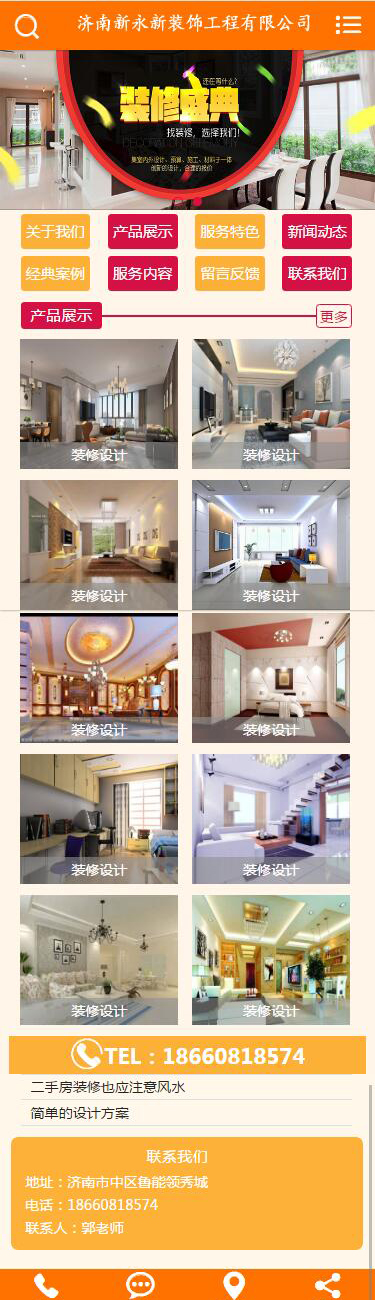 济南新永新装饰工程有限公司
还在等什么?
装修盛典
找装修，选择我们!
DECORATION CEREMONY
集室内外设计、预算、施工、材料于一体
创新的设计，合理的报价
关于我们 产品展示 服务特色 新闻动态
经典案例 服务内容 留言反馈 联系我们
产品展示 更多
装修设计 装修设计
装修设计 装修设计
装修设计 装修设计
装修设计 装修设计
装修设计 装修设计
TEL：18660818574
二手房装修也应注意风水
简单的设计方案
联系我们
地址：济南市中区鲁能领秀城
电话：18660818574
联系人：郭老师